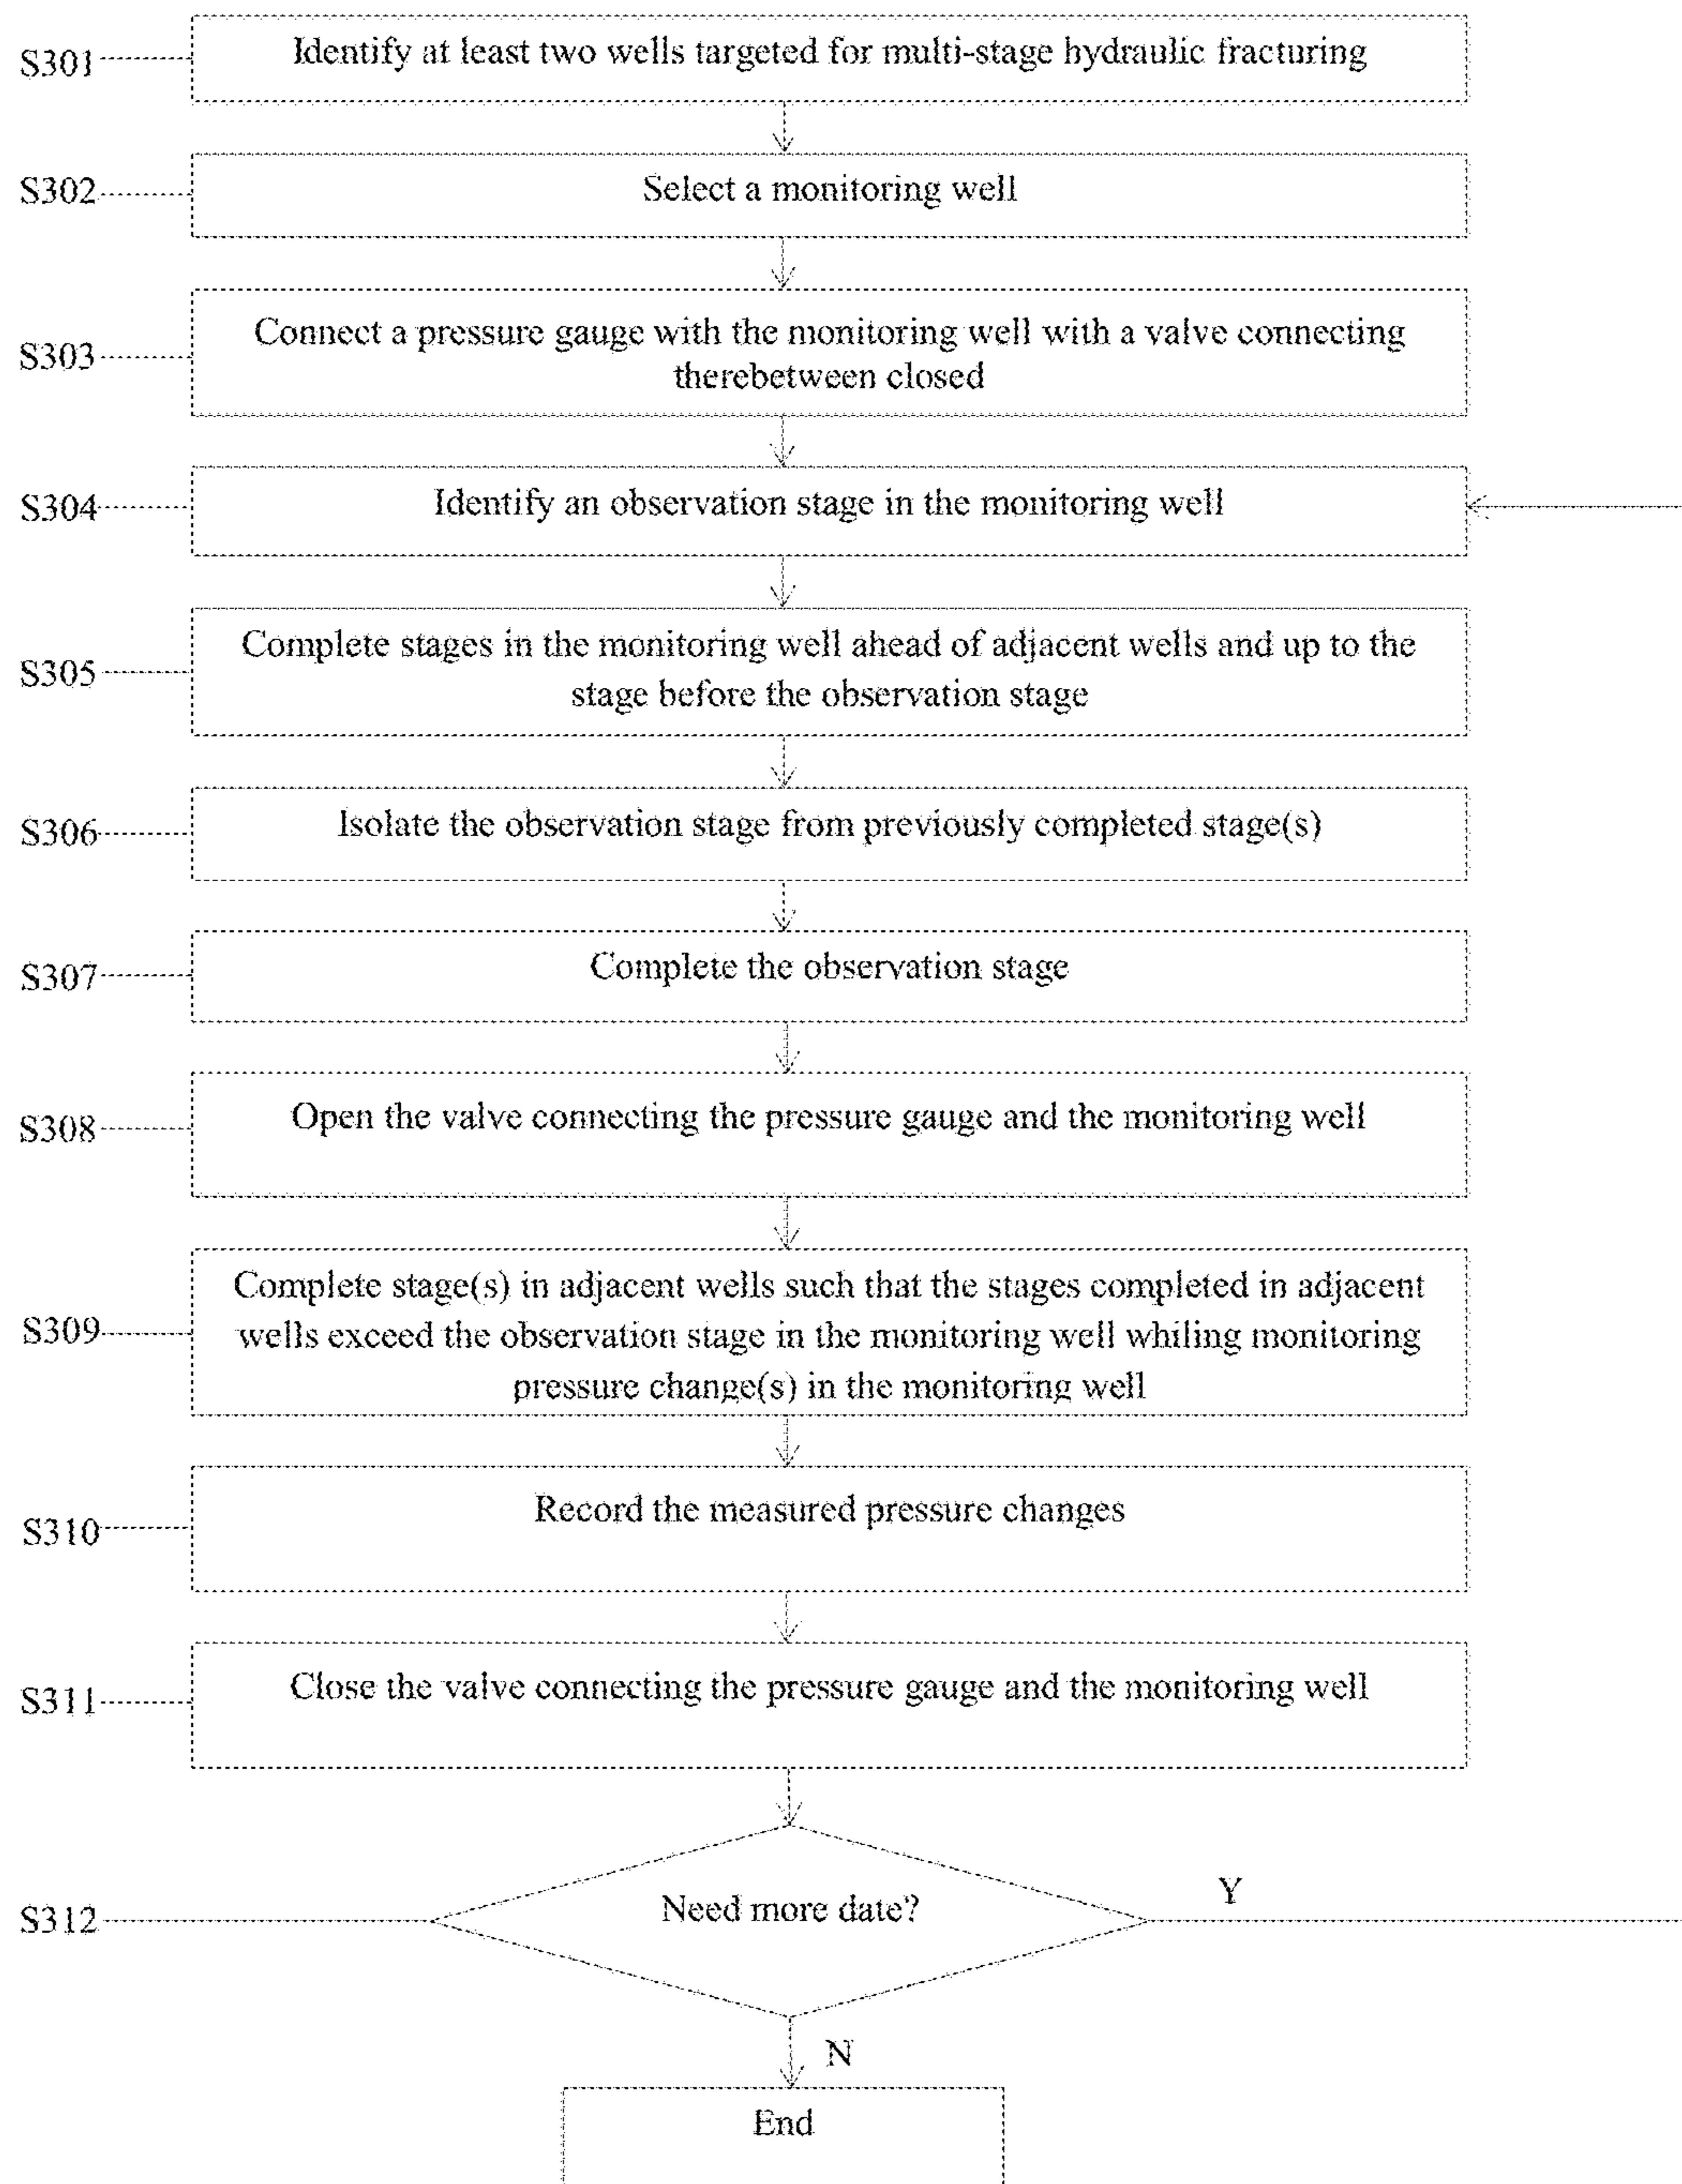 S301
Identify at least two wells targeted for multi-stage hydraulic fracturing
S302
Select a monitoring well
S303
Connect a pressure gauge with the monitoring well with a valve connecting
therebetween closed
S304
Identify an observation stage in the monitoring well
S305
Complete stages in the monitoring well ahead of adjacent wells and up to the
stage before the observation stage
S306
Isolate the observation stage from previously completed stage(s)
S307
Complete the observation stage
S308
Open the valve connecting the pressure gauge and the monitoring well
S309
Complete stage(s) in adjacent wells such that the stages completed in adjacent
wells exceed the observation stage in the monitoring well whiling monitoring
pressure change(s) in the monitoring well
S310
Record the measured pressure changes
S311
Close the valve connecting the pressure gauge and the monitoring well
S312
Need more date?
Y
N
End